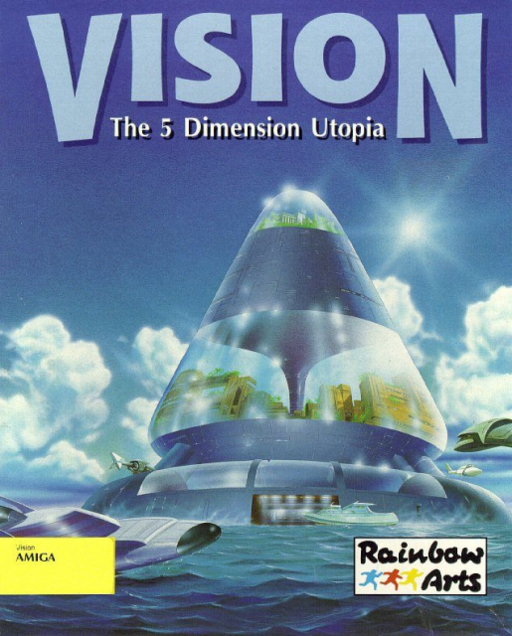 VISION
The 5 Dimension Utopia
Vision
AMIGA
Rainbow
Arts